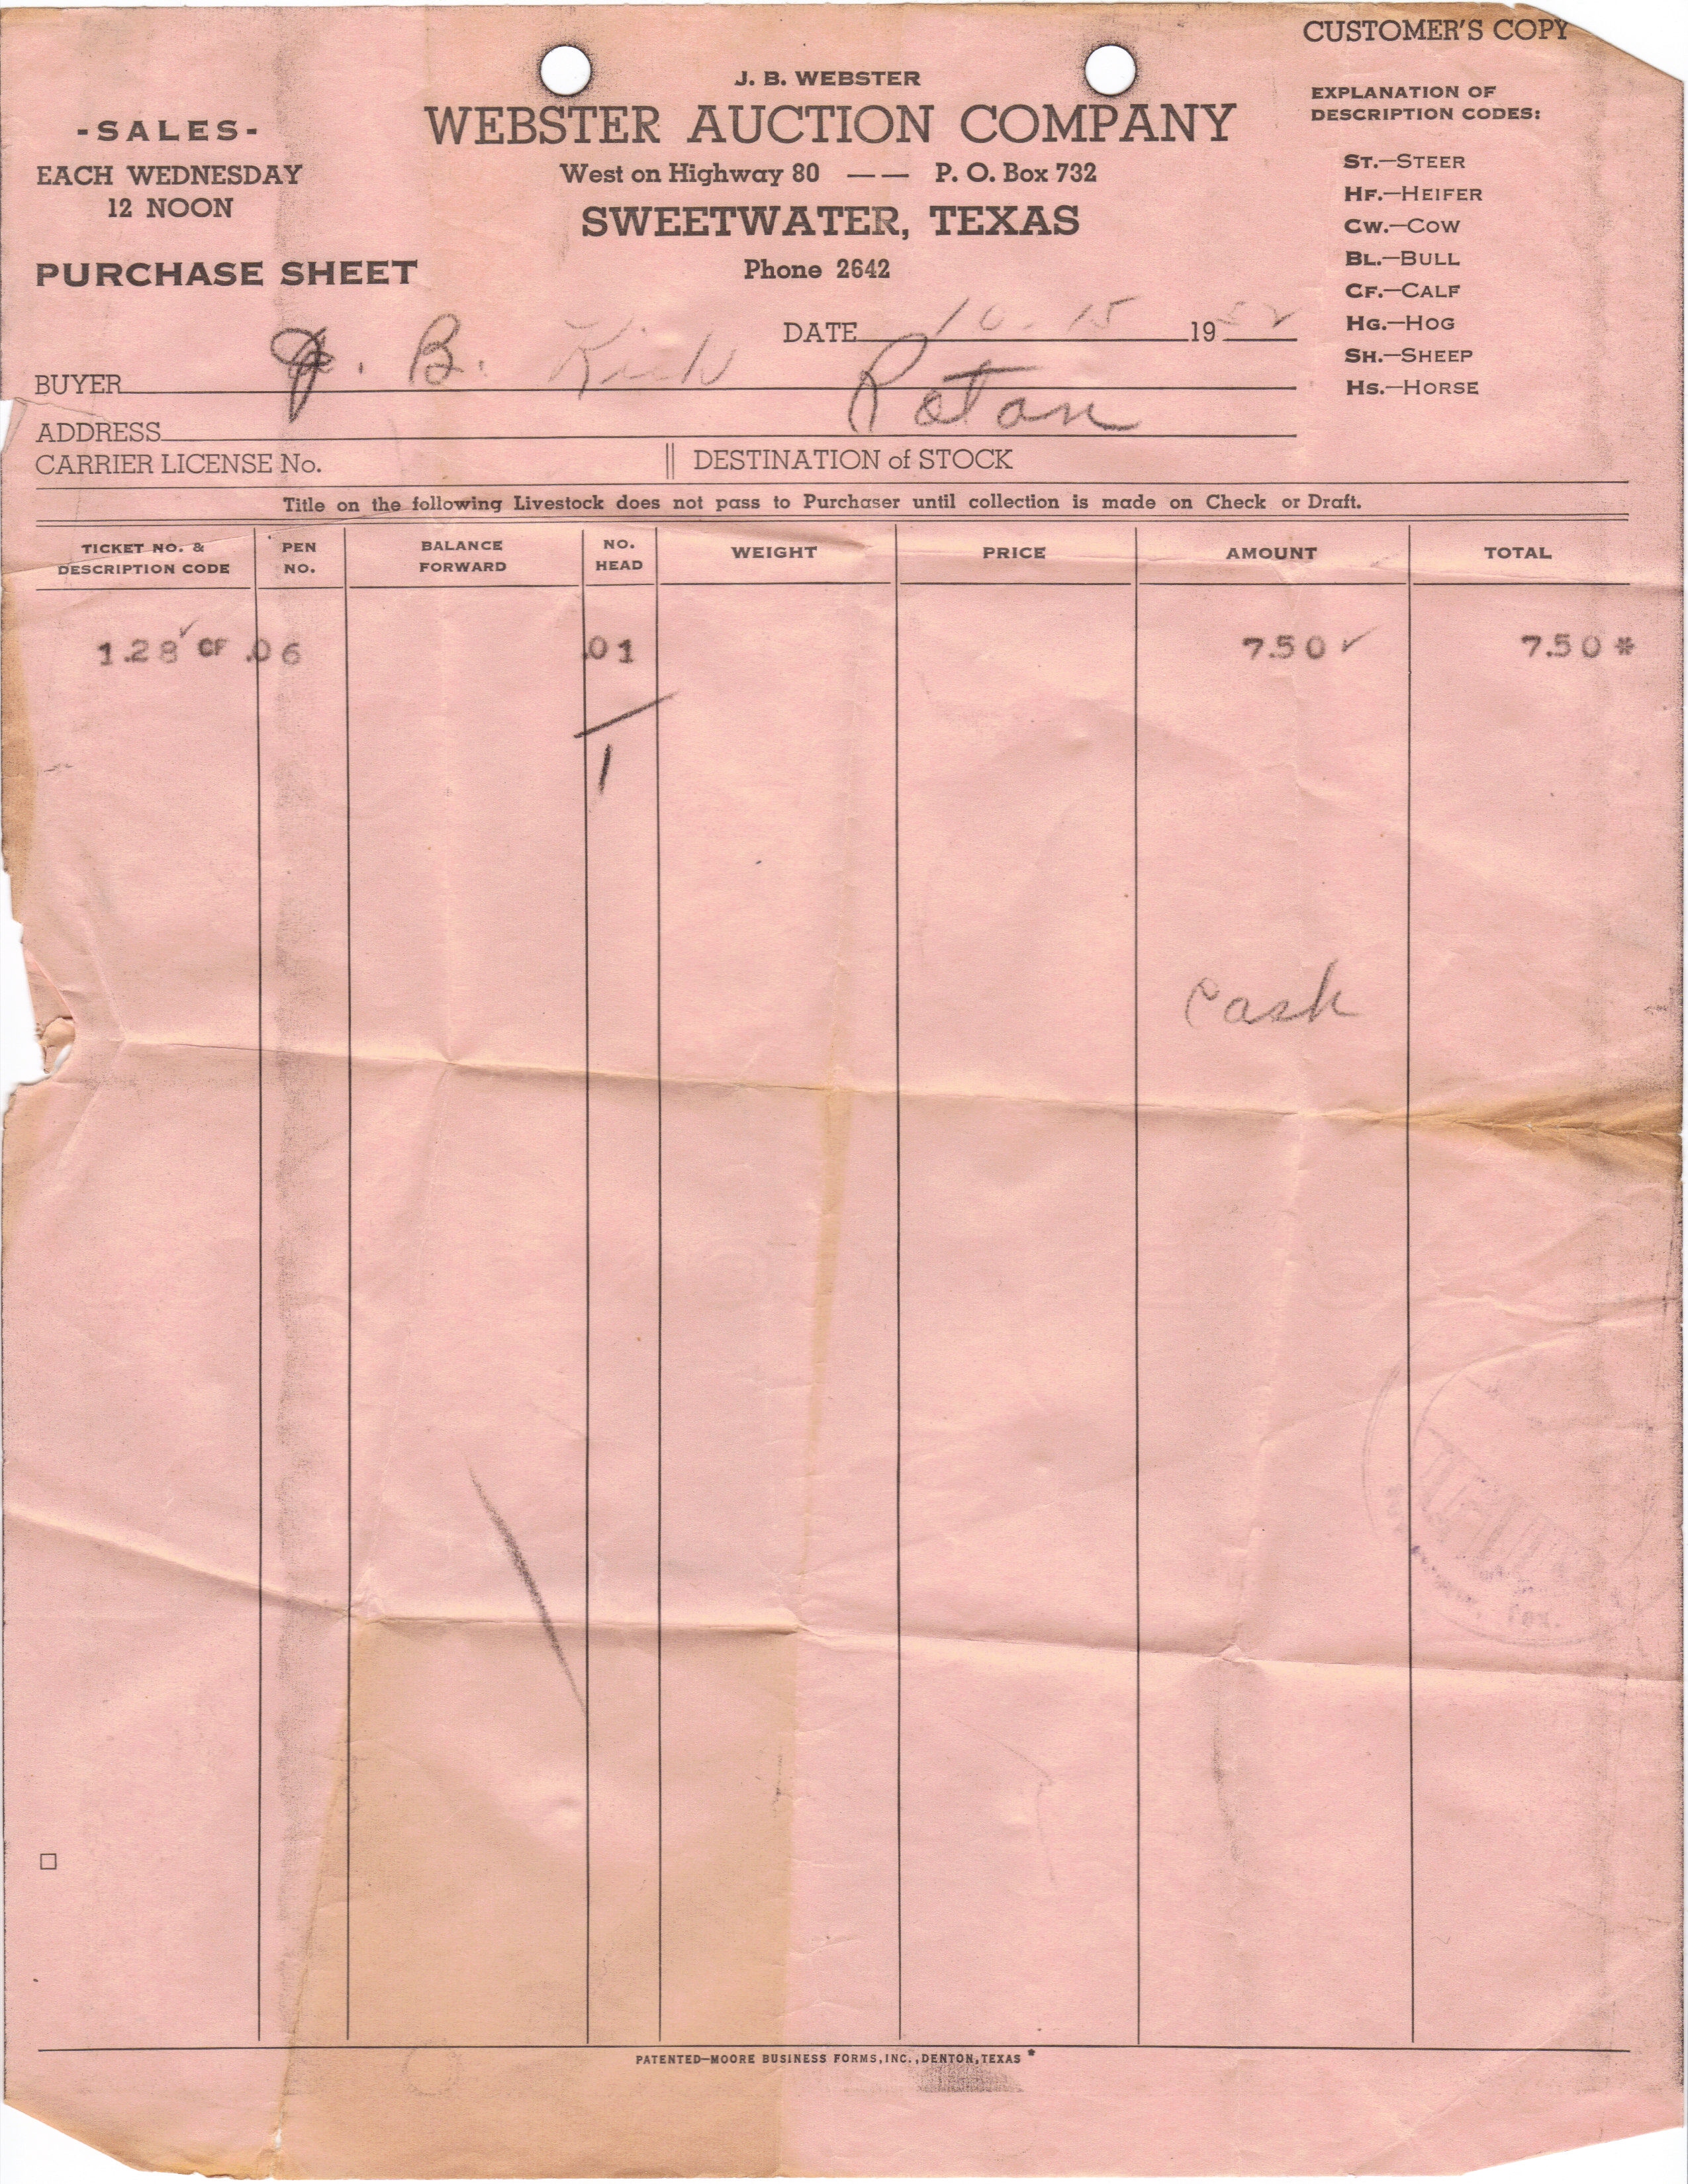 CUSTOMER'S COPY
J. B. WEBSTER
WEBSTER AUCTION COMPANY
West on Highway 80 —— P. O. Box 732
SWEETWATER, TEXAS
Phone 2642
-SALES-
EACH WEDNESDAY
12 NOON
PURCHASE SHEET
EXPLANATION OF
DESCRIPTION CODES:
ST.—STEER
HF.—HEIFER
CW.—COW
BL.—BULL
CF.—CALF
HG.—HOG
SH.—SHEEP
HS.—HORSE
DATE 10-15 1952
BUYER J. B.
ADDRESS Rotan
CARRIER LICENSE No. DESTINATION of STOCK
Title on the following Livestock does not pass to Purchaser until collection is made on Check or Draft.
TICKET NO. & DESCRIPTION CODE PEN NO. BALANCE FORWARD NO. HEAD WEIGHT PRICE AMOUNT TOTAL
1.28 ✓ CF .06 .01 7.50 ✓ 7.50 *
1
Cash
PATENTED—MOORE BUSINESS FORMS, INC., DENTON, TEXAS *